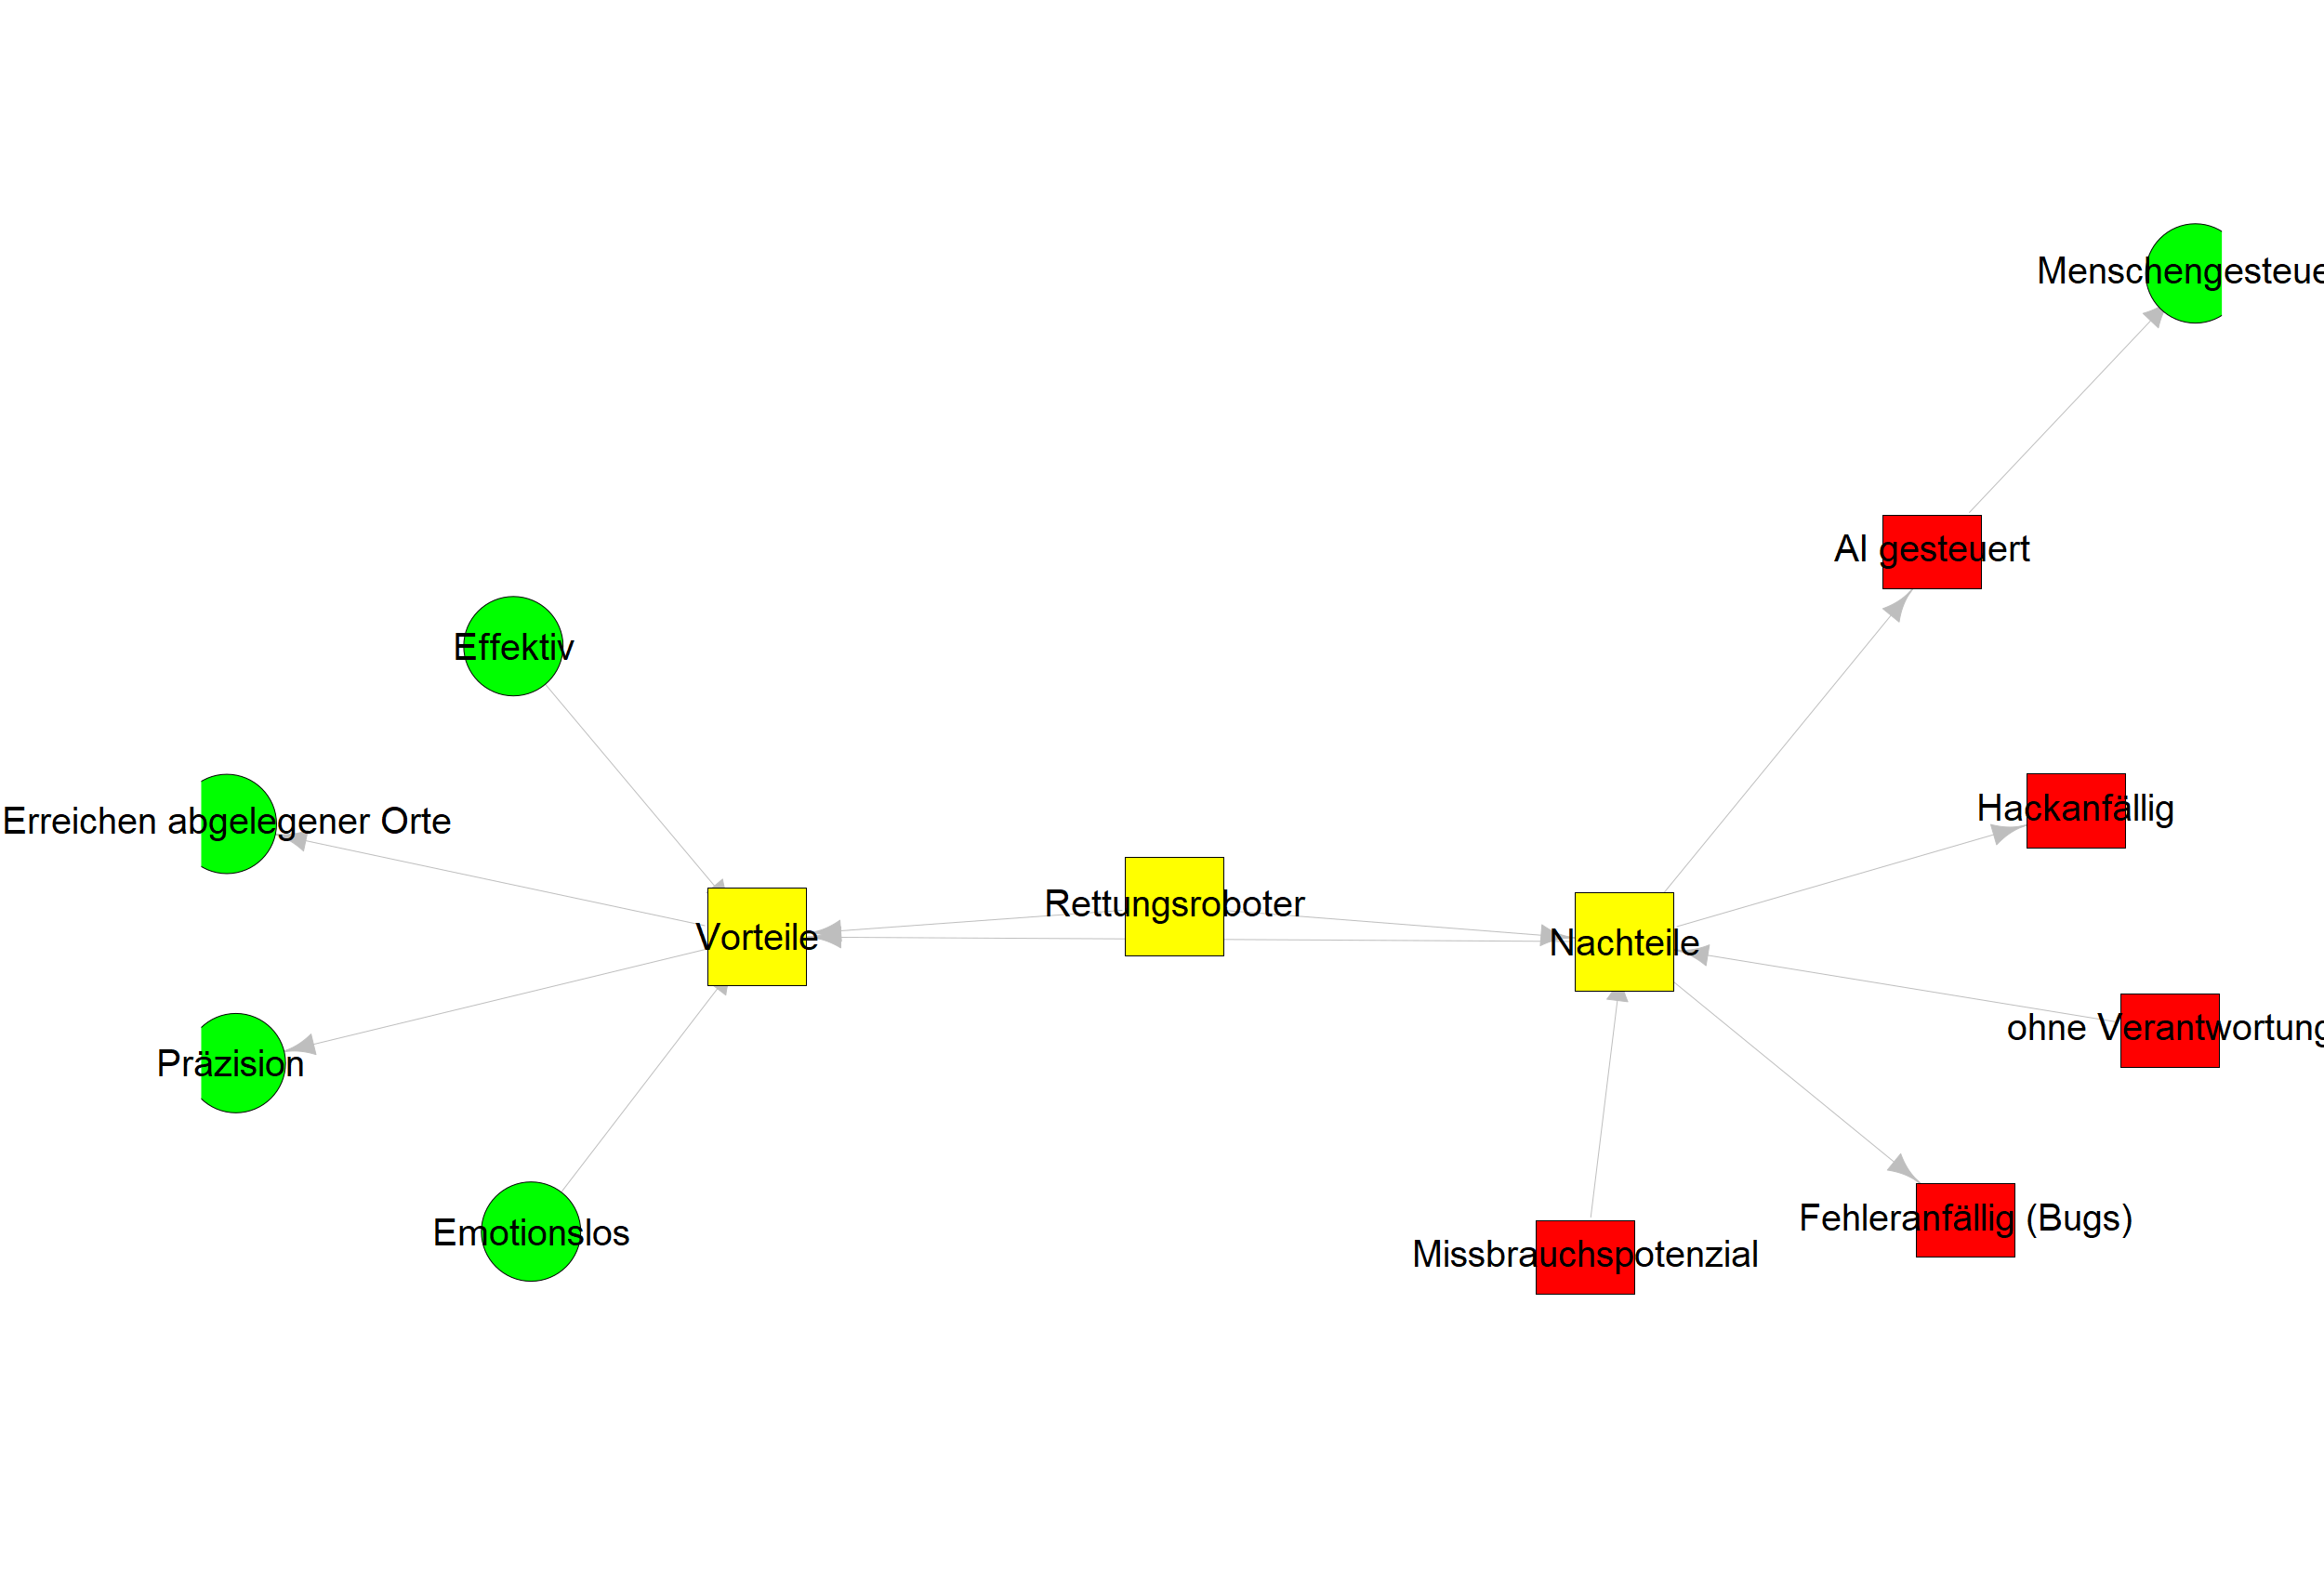 Menschengesteue
AI gesteuert
Effektiv
Hackanfällig
Erreichen abgelegener Orte
Rettungsroboter
Vorteile
Nachteile
ohne Verantwortung
Präzision
Fehleranfällig (Bugs)
Emotionslos
Missbrauchspotenzial